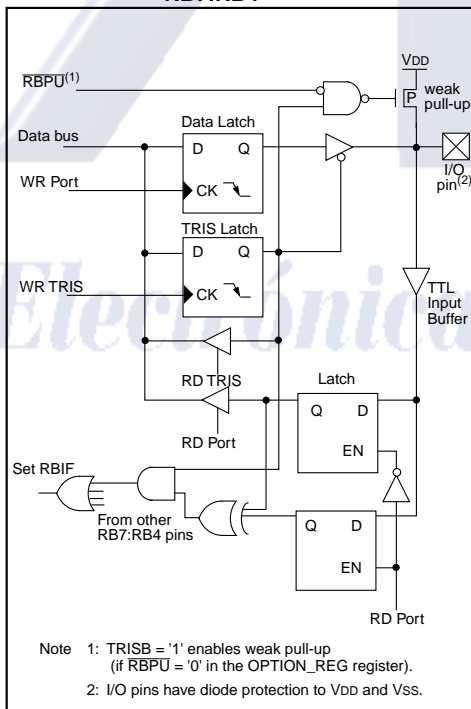 RBPU(1)
VDD
P
weak
pull-up
Data bus
Data Latch
D Q
WR Port
CK
I/O
pin(2)
TRIS Latch
D Q
WR TRIS
CK
TTL
Input
Buffer
Electrónica
RD TRIS
Latch
Q D
RD Port
EN
Set RBIF
From other
RB7:RB4 pins
Q D
EN
RD Port
Note 1: TRISB = '1' enables weak pull-up
(if RBPU = '0' in the OPTION_REG register).
2: I/O pins have diode protection to VDD and VSS.